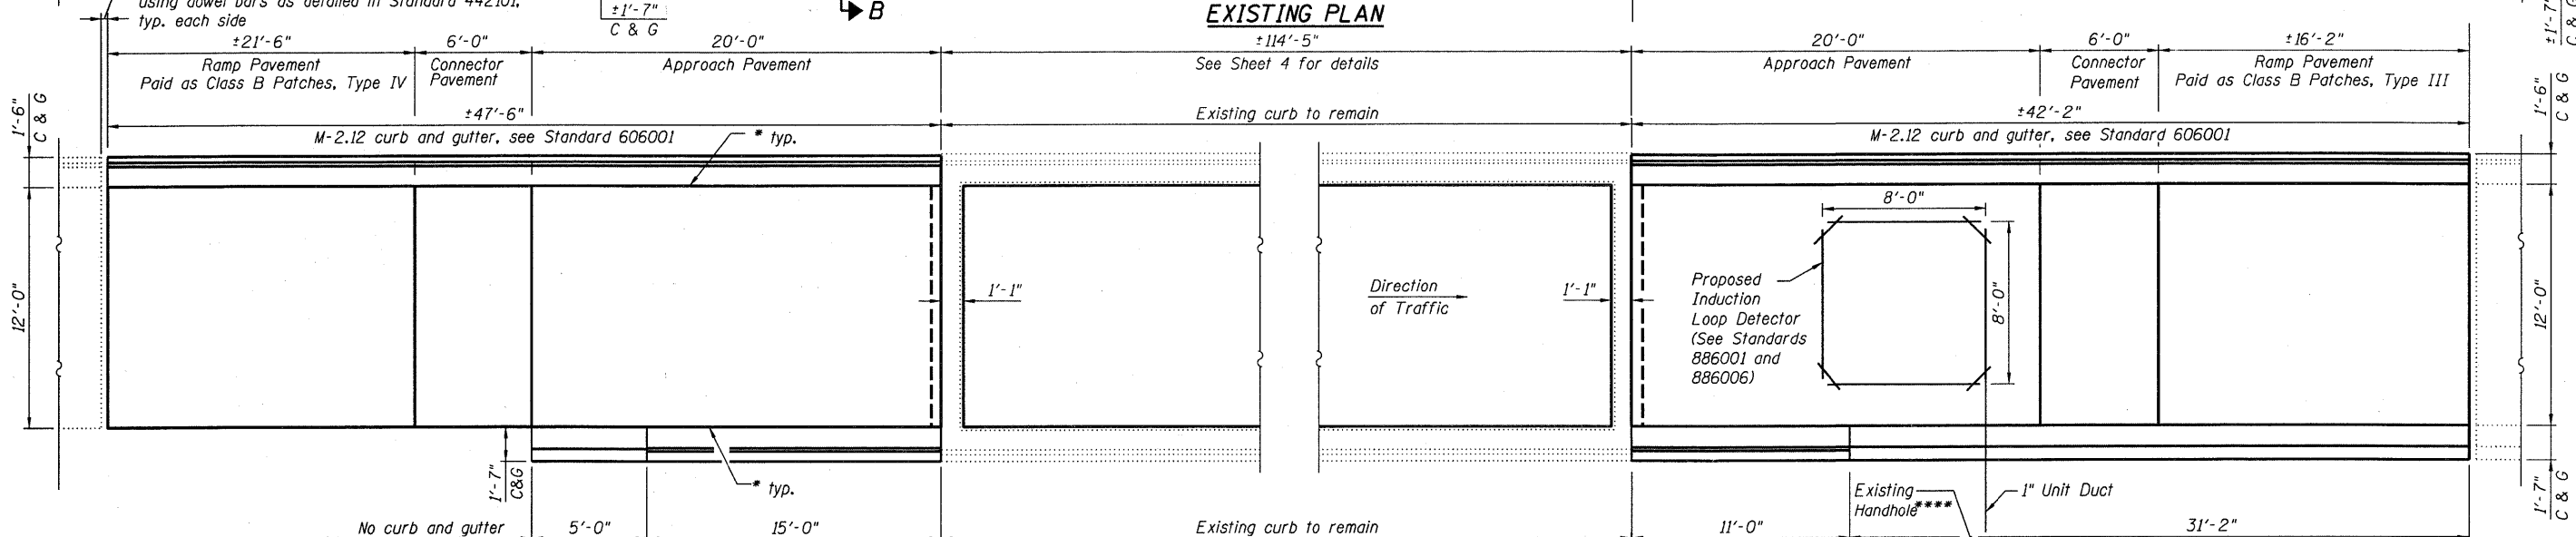 using dowel bars as detailed in Standard 442101,
typ. each side
±1'-7"
C & G
B
EXISTING PLAN
±1'-7"
C & G
±21'-6"
6'-0"
20'-0"
±114'-5"
20'-0"
6'-0"
±16'-2"
Ramp Pavement
Paid as Class B Patches, Type IV
Connector
Pavement
Approach Pavement
See Sheet 4 for details
Approach Pavement
Connector
Pavement
Ramp Pavement
Paid as Class B Patches, Type III
1'-6"
C & G
±47'-6"
Existing curb to remain
±42'-2"
1'-6"
C & G
M-2.12 curb and gutter, see Standard 606001
* typ.
M-2.12 curb and gutter, see Standard 606001
12'-0"
1'-1"
Direction
of Traffic
1'-1"
Proposed
Induction
Loop Detector
(See Standards
886001 and
886006)
8'-0"
8'-0"
12'-0"
1'-7"
C&G
* typ.
Existing
Handhole****
1" Unit Duct
1'-7"
C & G
No curb and gutter
5'-0"
15'-0"
Existing curb to remain
11'-0"
31'-2"